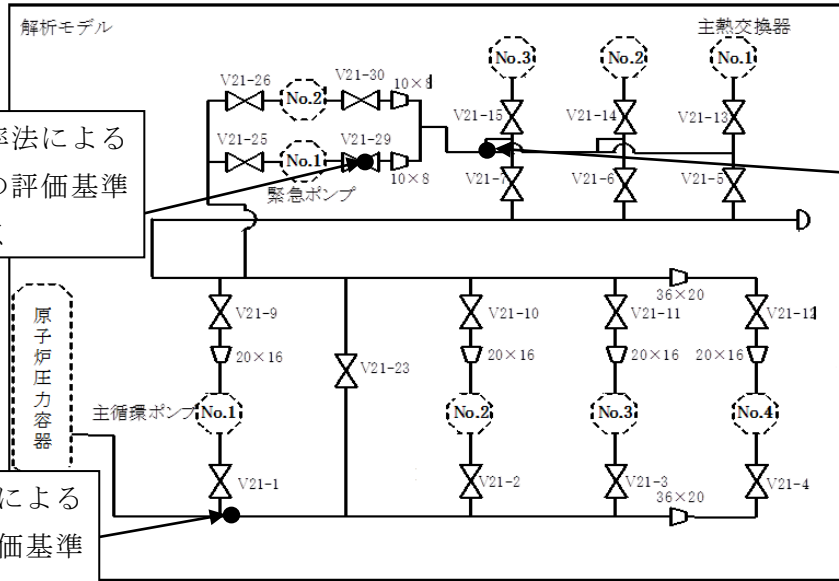 解析モデル
主熱交換器
No.3
No.2
No.1
V21-26
V21-30
10×8
No.2
V21-15
V21-14
V21-13
率法による
の評価基準
V21-25
V21-29
No.1
10×8
緊急ポンプ
V21-7
V21-6
V21-5
36×20
原子炉圧力容器
V21-9
V21-10
V21-11
V21-12
20×16
20×16
20×16
20×16
V21-23
主循環ポンプ
No.1
No.2
No.3
No.4
V21-1
V21-2
V21-3
V21-4
36×20
による
価基準